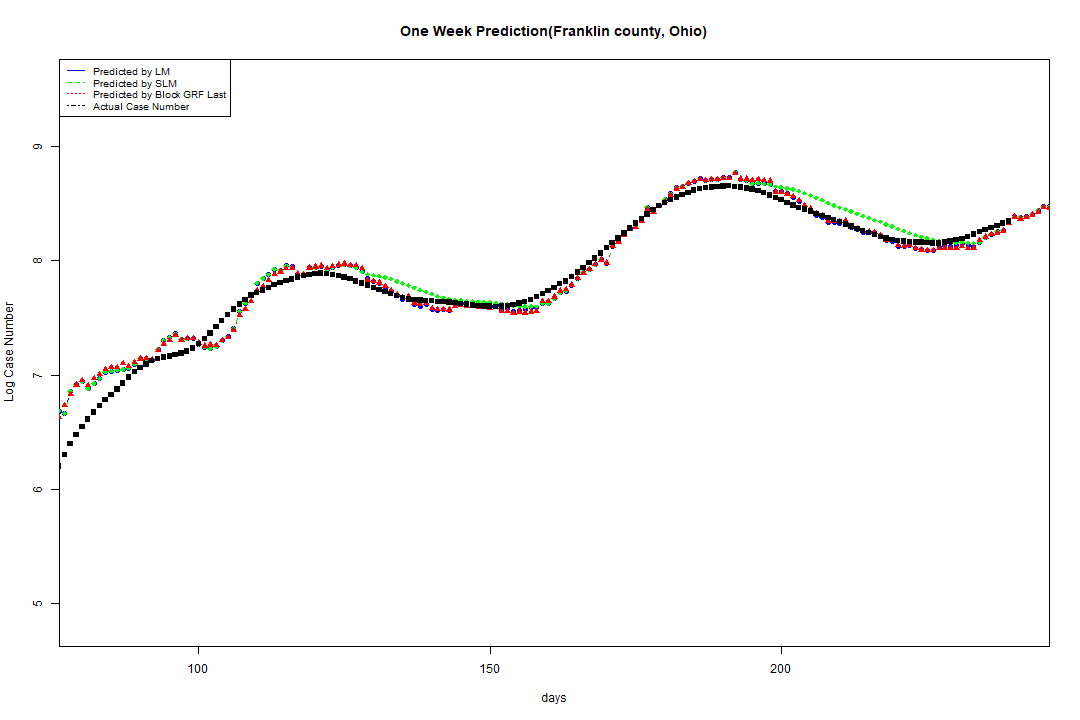 One Week Prediction(Franklin county, Ohio)
Predicted by LM
Predicted by SLM
Predicted by Block GRF Last
Actual Case Number
9
8
7
6
5
Log Case Number
100 150 200
days